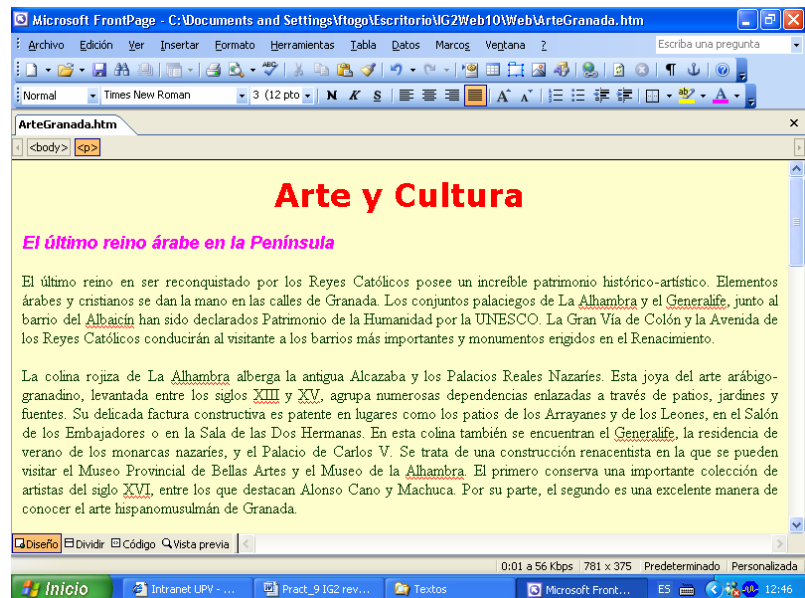 Microsoft FrontPage - C:\Documents and Settings\ftogo\Escritorio\IG2Web10\Web\ArteGranada.htm
Archivo Edición Ver Insertar Formato Herramientas Tabla Datos Marcos Ventana ? Escriba una pregunta
Normal Times New Roman 3 (12 pto N K S
ArteGranada.htm
<body> <p>
Arte y Cultura
El último reino árabe en la Península
El último reino en ser reconquistado por los Reyes Católicos posee un increíble patrimonio histórico-artístico. Elementos
árabes y cristianos se dan la mano en las calles de Granada. Los conjuntos palaciegos de La Alhambra y el Generalife, junto al
barrio del Albaicín han sido declarados Patrimonio de la Humanidad por la UNESCO. La Gran Vía de Colón y la Avenida de
los Reyes Católicos conducirán al visitante a los barrios más importantes y monumentos erigidos en el Renacimiento.
La colina rojiza de La Alhambra alberga la antigua Alcazaba y los Palacios Reales Nazaríes. Esta joya del arte arábigo-
granadino, levantada entre los siglos XIII y XV, agrupa numerosas dependencias enlazadas a través de patios, jardines y
fuentes. Su delicada factura constructiva es patente en lugares como los patios de los Arrayanes y de los Leones, en el Salón
de los Embajadores o en la Sala de las Dos Hermanas. En esta colina también se encuentran el Generalife, la residencia de
verano de los monarcas nazaríes, y el Palacio de Carlos V. Se trata de una construcción renacentista en la que se pueden
visitar el Museo Provincial de Bellas Artes y el Museo de la Alhambra. El primero conserva una importante colección de
artistas del siglo XVI, entre los que destacan Alonso Cano y Machuca. Por su parte, el segundo es una excelente manera de
conocer el arte hispanomusulmán de Granada.
Diseño Dividir Código Vista previa
0:01 a 56 Kbps 781 x 375 Predeterminado Personalizada
Inicio Intranet UPV - ... Pract_9 IG2 rev... Textos Microsoft Front... ES 12:46